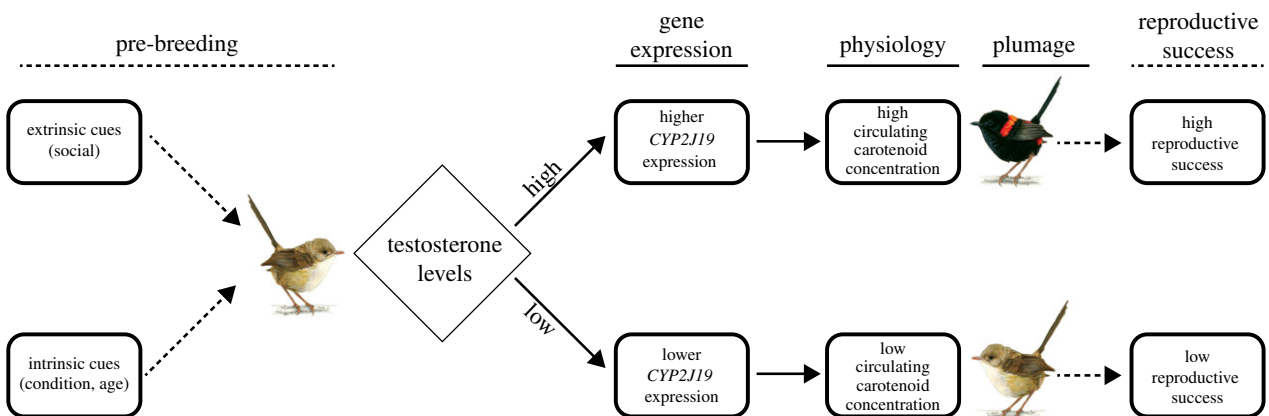 pre-breeding
gene
expression
physiology
plumage
reproductive
success
extrinsic cues
(social)
intrinsic cues
(condition, age)
testosterone
levels
high
higher
CYP2J19
expression
high
circulating
carotenoid
concentration
high
reproductive
success
low
lower
CYP2J19
expression
low
circulating
carotenoid
concentration
low
reproductive
success